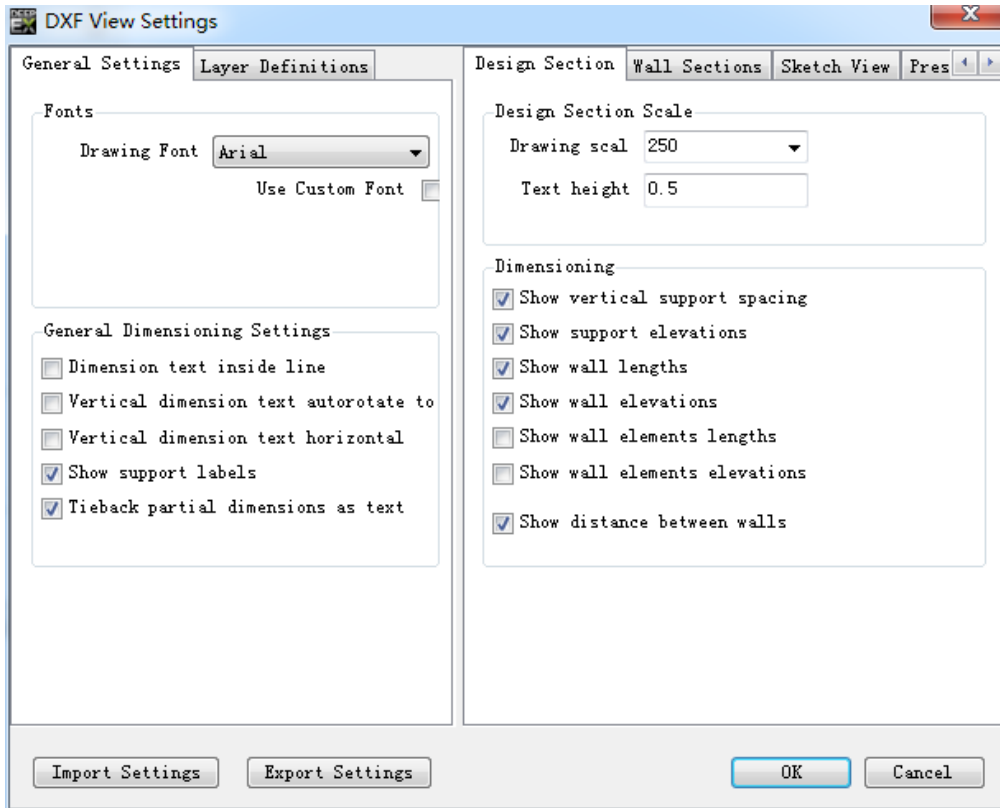 DEEP
EX
DXF View Settings
General Settings
Layer Definitions
Fonts
Drawing Font
Arial
Use Custom Font
General Dimensioning Settings
Dimension text inside line
Vertical dimension text autorotate to
Vertical dimension text horizontal
Show support labels
Tieback partial dimensions as text
Design Section
Wall Sections
Sketch View
Pres
Design Section Scale
Drawing scal
250
Text height
0.5
Dimensioning
Show vertical support spacing
Show support elevations
Show wall lengths
Show wall elevations
Show wall elements lengths
Show wall elements elevations
Show distance between walls
Import Settings
Export Settings
OK
Cancel